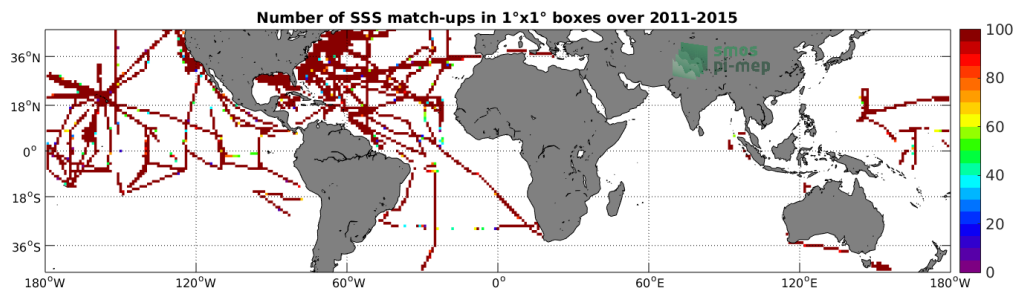 Number of SSS match-ups in 1°x1° boxes over 2011-2015
smos
pi-mep
36°N
18°N
0°
18°S
36°S
180°W
120°W
60°W
0°
60°E
120°E
180°W
100
80
60
40
20
0